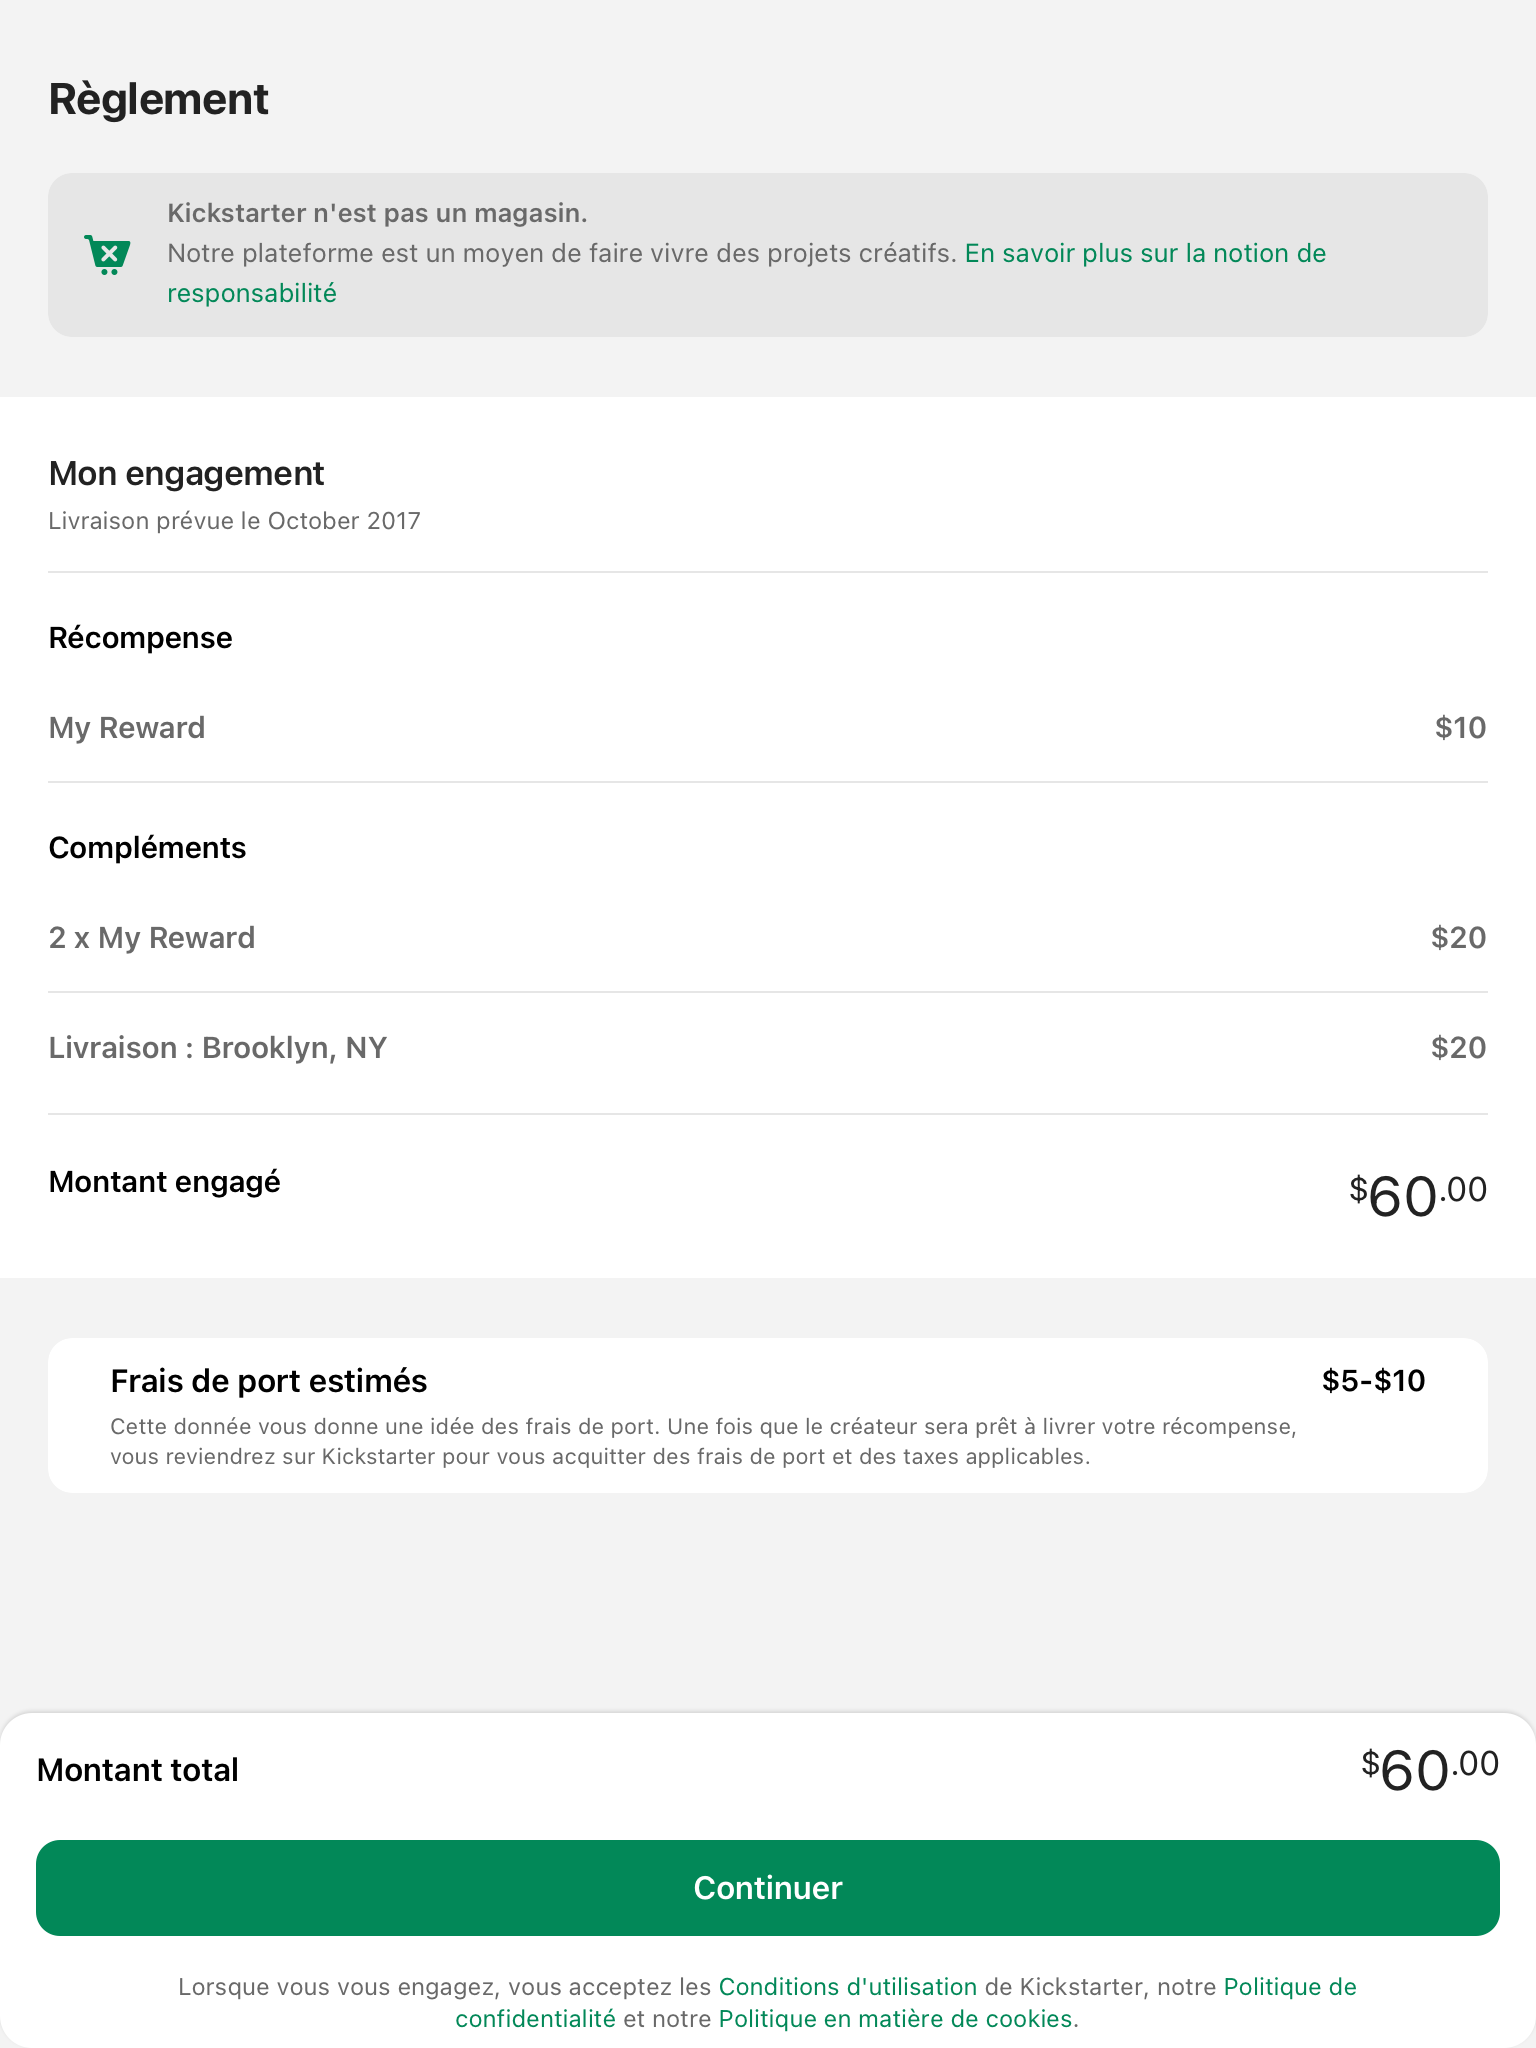 Règlement
Kickstarter n'est pas un magasin.
Notre plateforme est un moyen de faire vivre des projets créatifs. En savoir plus sur la notion de
responsabilité
Mon engagement
Livraison prévue le October 2017
Récompense
My Reward $10
Compléments
2 x My Reward $20
Livraison : Brooklyn, NY $20
Montant engagé $60.00
Frais de port estimés $5-$10
Cette donnée vous donne une idée des frais de port. Une fois que le créateur sera prêt à livrer votre récompense,
vous reviendrez sur Kickstarter pour vous acquitter des frais de port et des taxes applicables.
Montant total $60.00
Continuer
Lorsque vous vous engagez, vous acceptez les Conditions d'utilisation de Kickstarter, notre Politique de
confidentialité et notre Politique en matière de cookies.